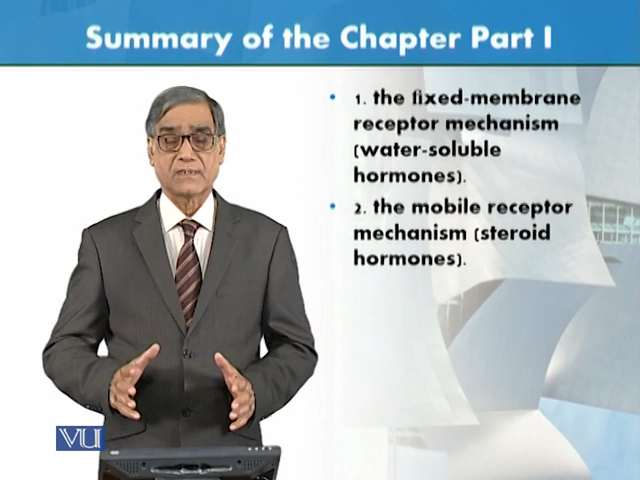 Summary of the Chapter Part I
• 1. the fixed-membrane
receptor mechanism
(water-soluble
hormones).
• 2. the mobile receptor
mechanism (steroid
hormones).
VU